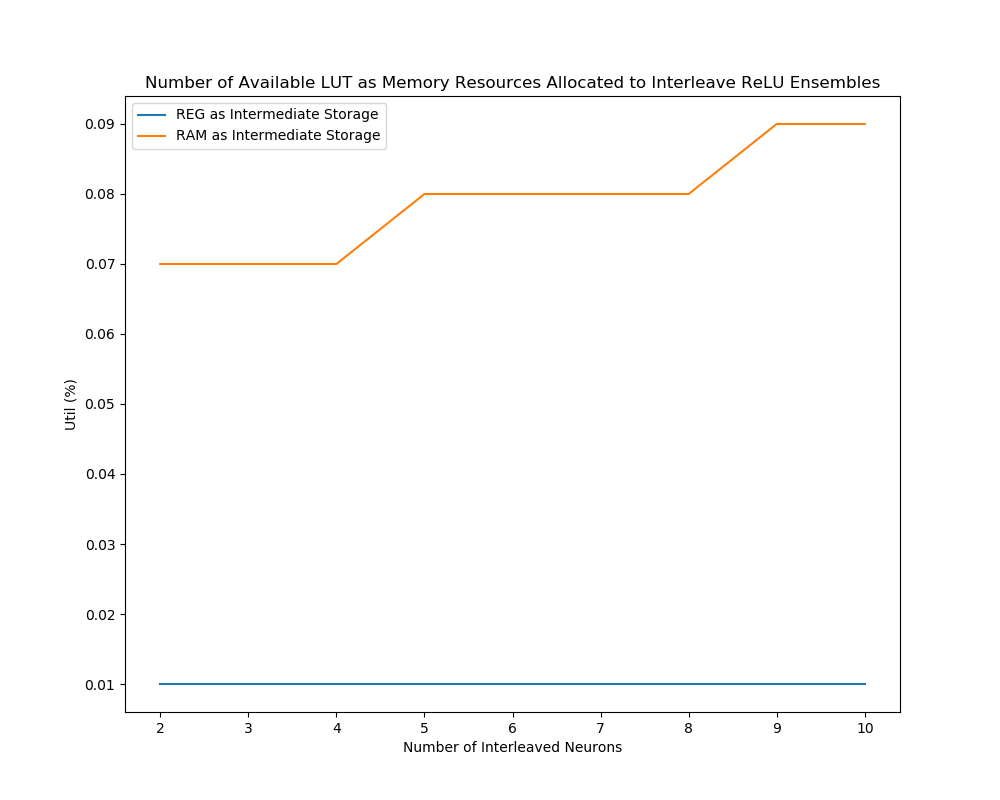 Number of Available LUT as Memory Resources Allocated to Interleave ReLU Ensembles
REG as Intermediate Storage
RAM as Intermediate Storage
0.09
0.08
0.07
0.06
0.05
0.04
0.03
0.02
0.01
Util (%)
2 3 4 5 6 7 8 9 10
Number of Interleaved Neurons